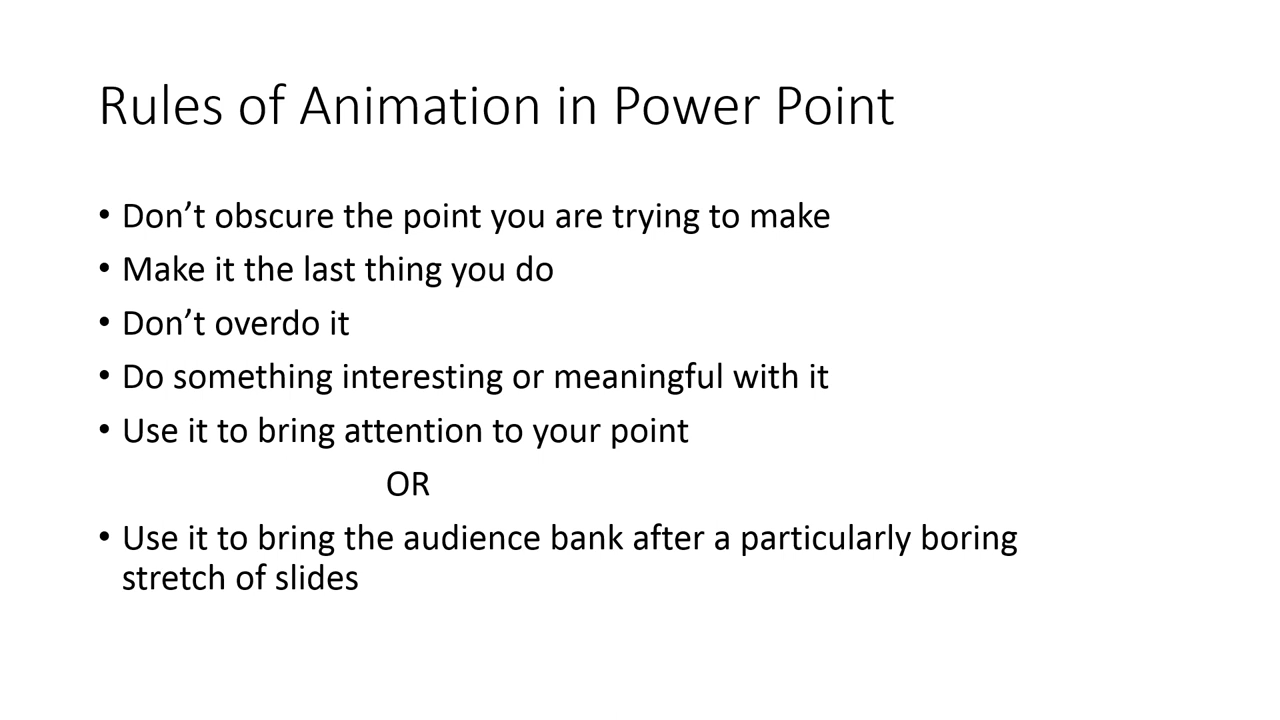 Rules of Animation in Power Point
• Don’t obscure the point you are trying to make
• Make it the last thing you do
• Don’t overdo it
• Do something interesting or meaningful with it
• Use it to bring attention to your point
OR
• Use it to bring the audience bank after a particularly boring
stretch of slides